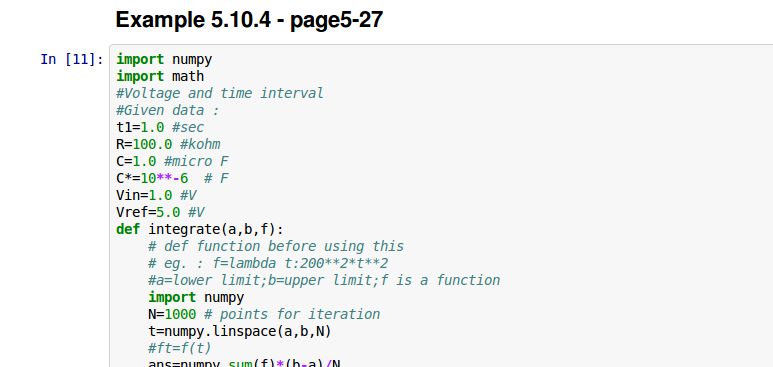 Example 5.10.4 - page5-27
In [11]: import numpy
import math
#Voltage and time interval
#Given data :
t1=1.0 #sec
R=100.0 #kohm
C=1.0 #micro F
C*=10**-6  # F
Vin=1.0 #V
Vref=5.0 #V
def integrate(a,b,f):
    # def function before using this
    # eg. : f=lambda t:200**2*t**2
    #a=lower limit;b=upper limit;f is a function
    import numpy
    N=1000 # points for iteration
    t=numpy.linspace(a,b,N)
    #ft=f(t)
    ans=numpy.sum(f)*(b-a)/N